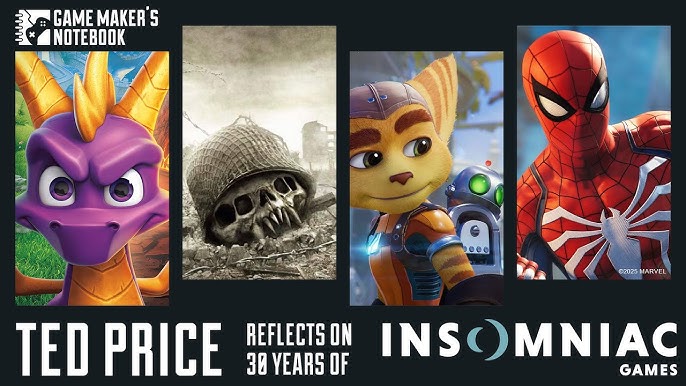 GAME MAKER'S
NOTEBOOK
©2025 MARVEL
TED PRICE
REFLECTS ON
30 YEARS OF
INSOMNIAC
GAMES